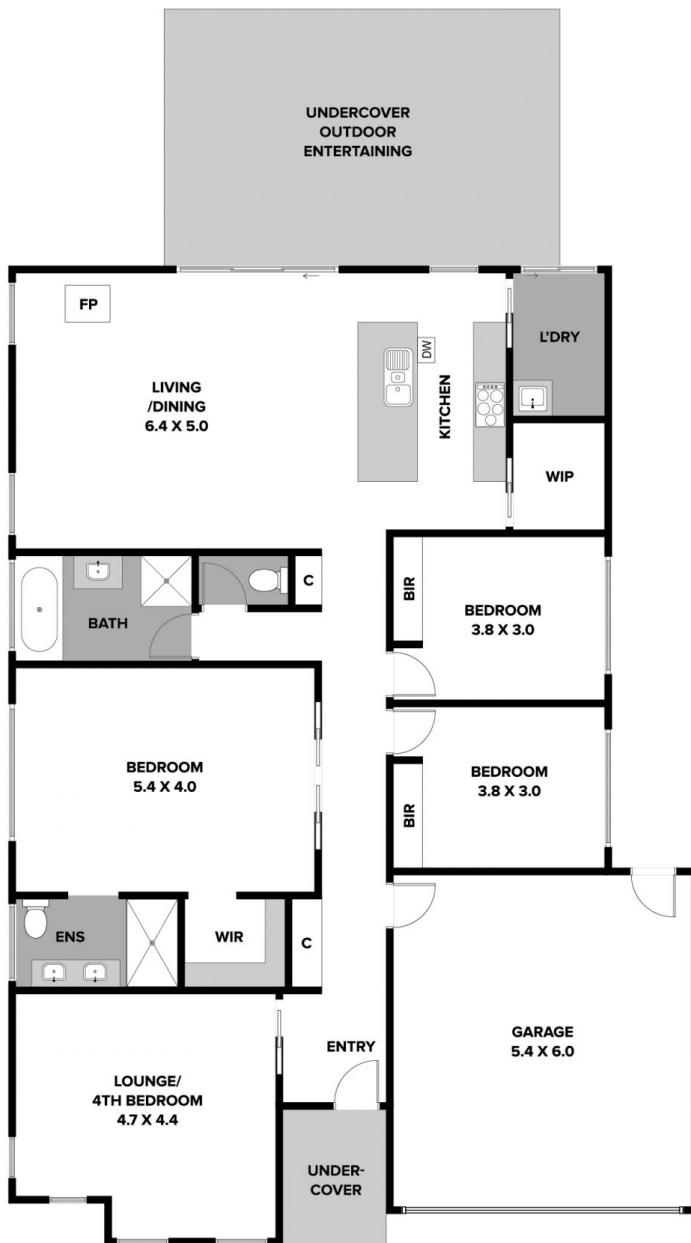 UNDERCOVER
OUTDOOR
ENTERTAINING
FP
L'DRY
DW
KITCHEN
LIVING
/DINING
6.4 X 5.0
WIP
C
BATH
BIR
BEDROOM
3.8 X 3.0
BEDROOM
5.4 X 4.0
BEDROOM
3.8 X 3.0
BIR
ENS
WIR
C
GARAGE
5.4 X 6.0
ENTRY
LOUNGE/
4TH BEDROOM
4.7 X 4.4
UNDER-
COVER